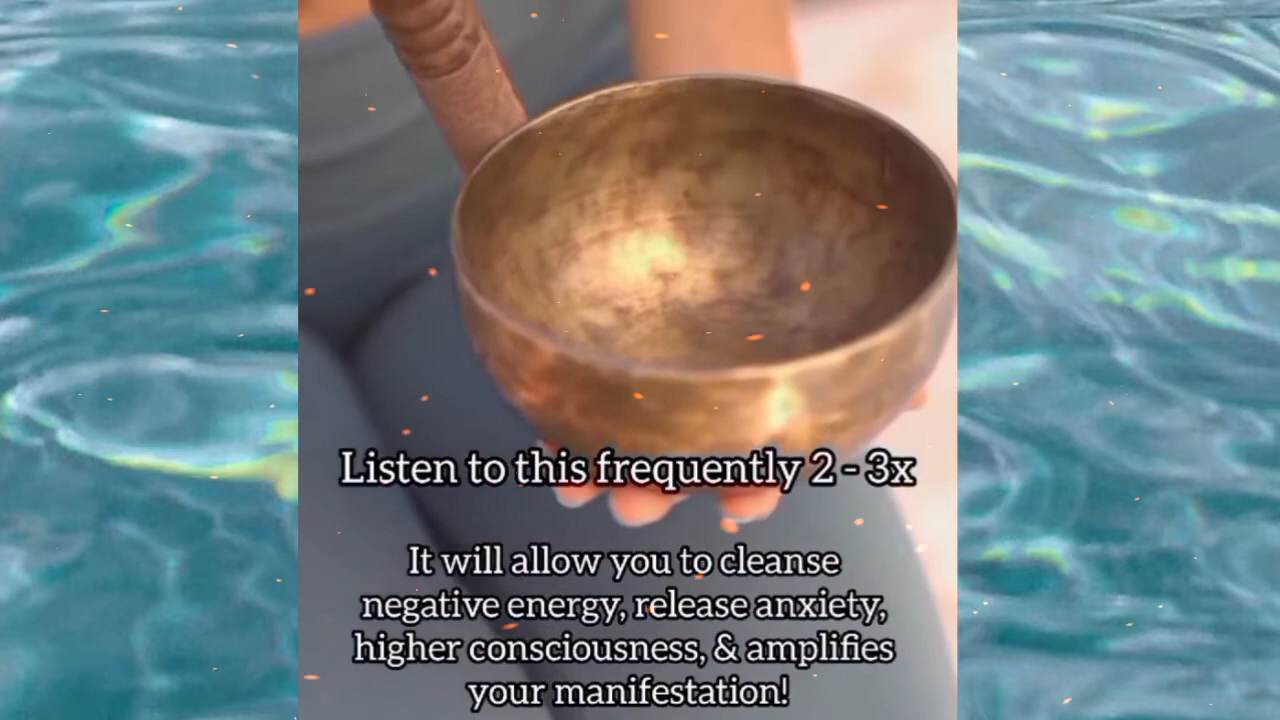 Listen to this frequently 2 - 3x
It will allow you to cleanse
negative energy, release anxiety,
higher consciousness, & amplifies
your manifestation!